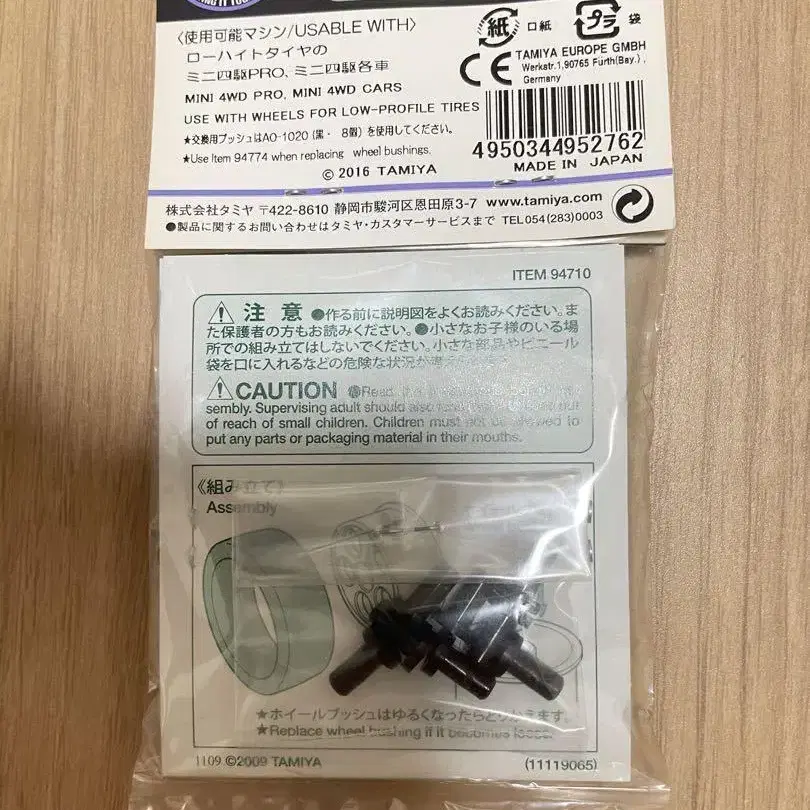 〈使用可能マシン/USABLE WITH〉
ローハイトタイヤの
ミニ四駆PRO、ミニ四駆各車
MINI 4WD PRO, MINI 4WD CARS
USE WITH WHEELS FOR LOW-PROFILE TIRES
★交換用ブッシュはAO-1020(黒・8個)を使用してください。
★Use Item 94774 when replacing wheel bushings.
© 2016 TAMIYA
紙 口紙
プラ 袋
CE TAMIYA EUROPE GMBH
Werkstr.1,90765 Fürth(Bay.),
Germany
4950344952762
MADE IN JAPAN
株式会社タミヤ 〒422-8610 静岡市駿河区恩田原3-7 www.tamiya.com
●製品に関するお問い合わせはタミヤ・カスタマーサービスまで TEL054(283)0003
ITEM 94710
注意 ●作る前に説明図をよくお読みください。ま
た保護者の方もお読みください。●小さなお子様のいる場
所での組み立てはしないでください。小さな部品やビニール
袋を口に入れるなどの危険な状況が
CAUTION ●Read
sembly. Supervising adult should also out
of reach of small children. Children must not be allowed to
put any parts or packaging material in their mouths.
《組み立て》
Assembly
★ホイールブッシュはゆるくなったらとりかえます。
★Replace wheel bushing if it becomes loose.
1109 ©2009 TAMIYA
(11119065)